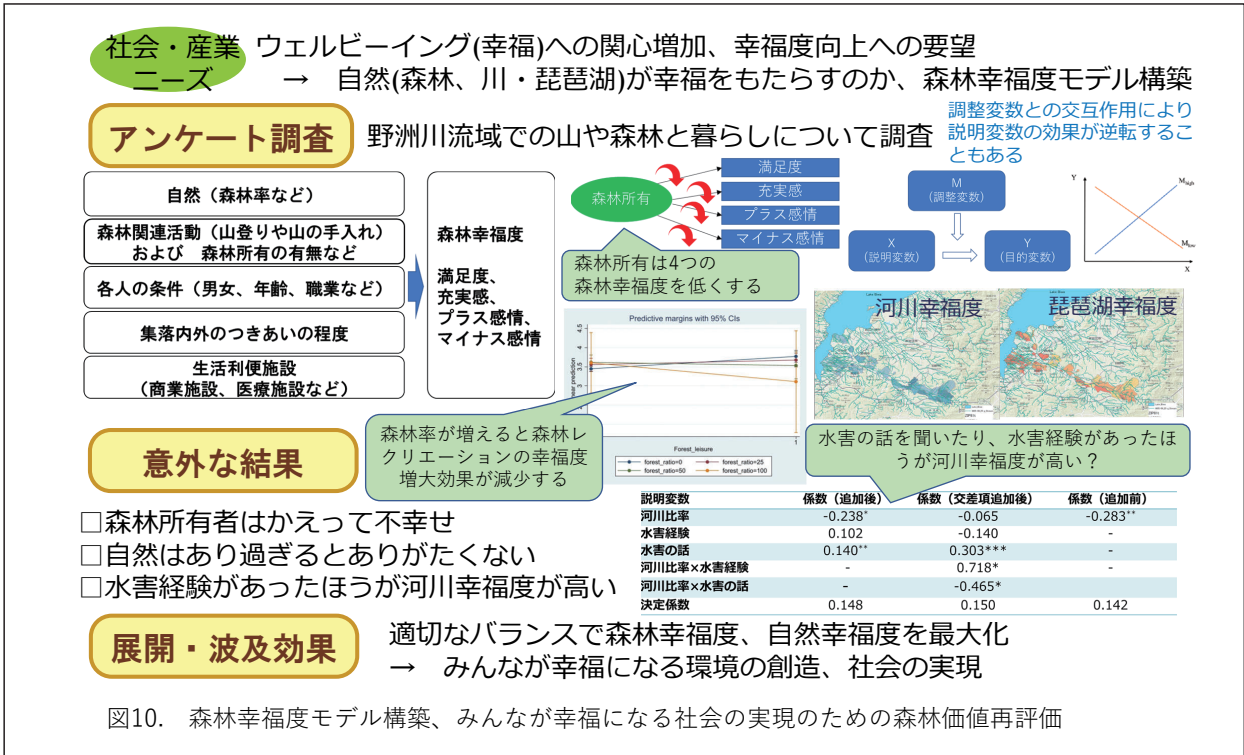 社会・産業
ニーズ
ウェルビーイング(幸福)への関心増加、幸福度向上への要望
→ 自然(森林、川・琵琶湖)が幸福をもたらすのか、森林幸福度モデル構築
アンケート調査
野洲川流域での山や森林と暮らしについて調査
調整変数との交互作用により
説明変数の効果が逆転するこ
ともある
自然（森林率など）
森林関連活動（山登りや山の手入れ）
および 森林所有の有無など
各人の条件（男女、年齢、職業など）
集落内外のつきあいの程度
生活利便施設
（商業施設、医療施設など）
森林幸福度
満足度、
充実感、
プラス感情、
マイナス感情
森林所有
満足度
充実感
プラス感情
マイナス感情
森林所有は4つの
森林幸福度を低くする
M
（調整変数）
X
（説明変数）
Y
（目的変数）
Y
Mhigh
Mlow
X
Predictive margins with 95% CIs
4.5
4
3.5
3
1
Forest_leisure
forest_ratio=0
forest_ratio=25
forest_ratio=50
forest_ratio=100
森林率が増えると森林レ
クリエーションの幸福度
増大効果が減少する
河川幸福度
琵琶湖幸福度
水害の話を聞いたり、水害経験があったほ
うが河川幸福度が高い？
意外な結果
□森林所有者はかえって不幸せ
□自然はあり過ぎるとありがたくない
□水害経験があったほうが河川幸福度が高い
説明変数 係数（追加後） 係数（交差項追加後） 係数（追加前）
河川比率 -0.238* -0.065 -0.283**
水害経験 0.102 -0.140 -
水害の話 0.140** 0.303*** -
河川比率×水害経験 - 0.718* -
河川比率×水害の話 - -0.465*
決定係数 0.148 0.150 0.142
展開・波及効果
適切なバランスで森林幸福度、自然幸福度を最大化
→ みんなが幸福になる環境の創造、社会の実現
図10. 森林幸福度モデル構築、みんなが幸福になる社会の実現のための森林価値再評価